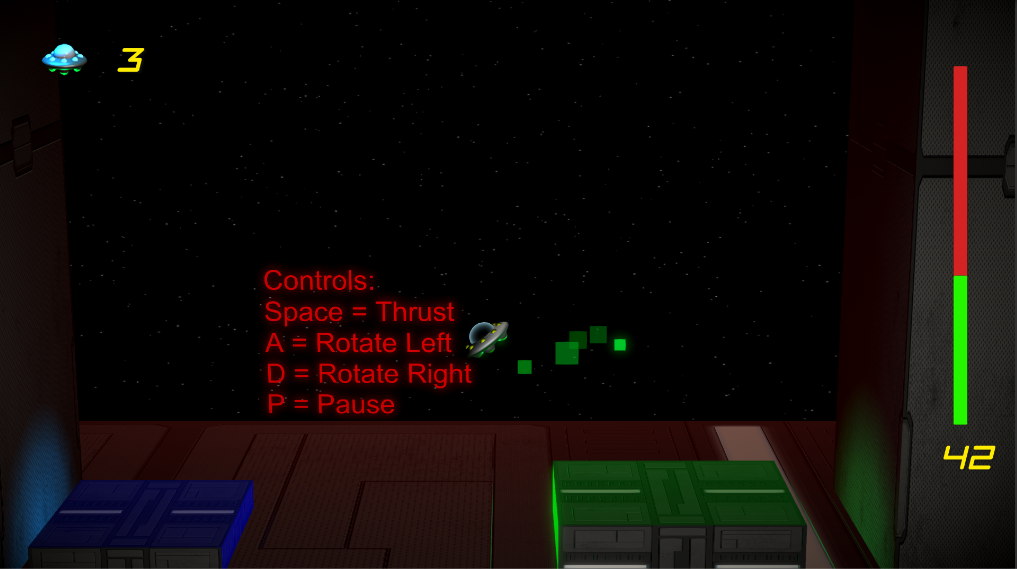 3
Controls:
Space = Thrust
A = Rotate Left
D = Rotate Right
P = Pause
42